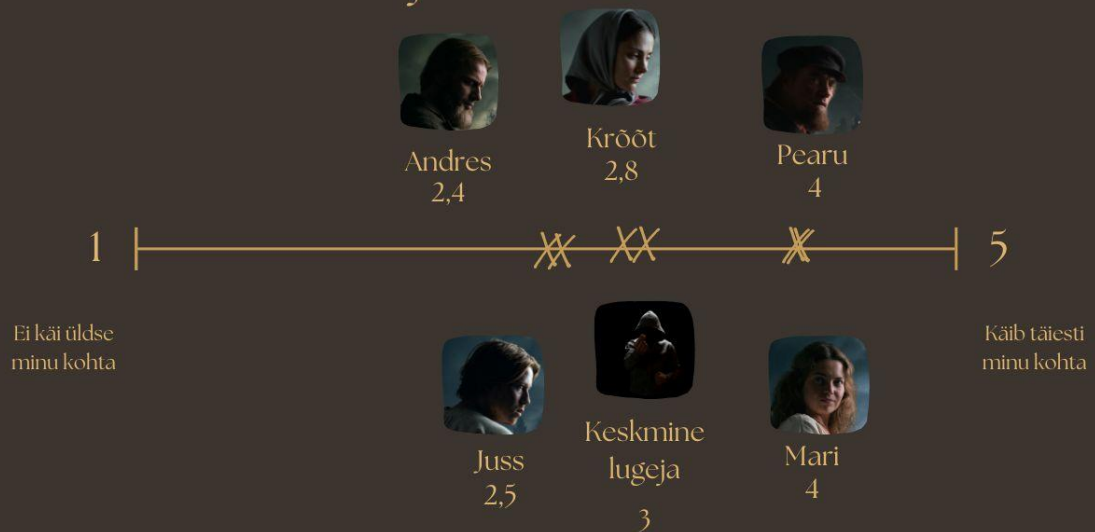 Andres
2,4
Krõõt
2,8
Pearu
4
1
5
Ei käi üldse
minu kohta
Käib täiesti
minu kohta
Juss
2,5
Keskmine
lugeja
3
Mari
4